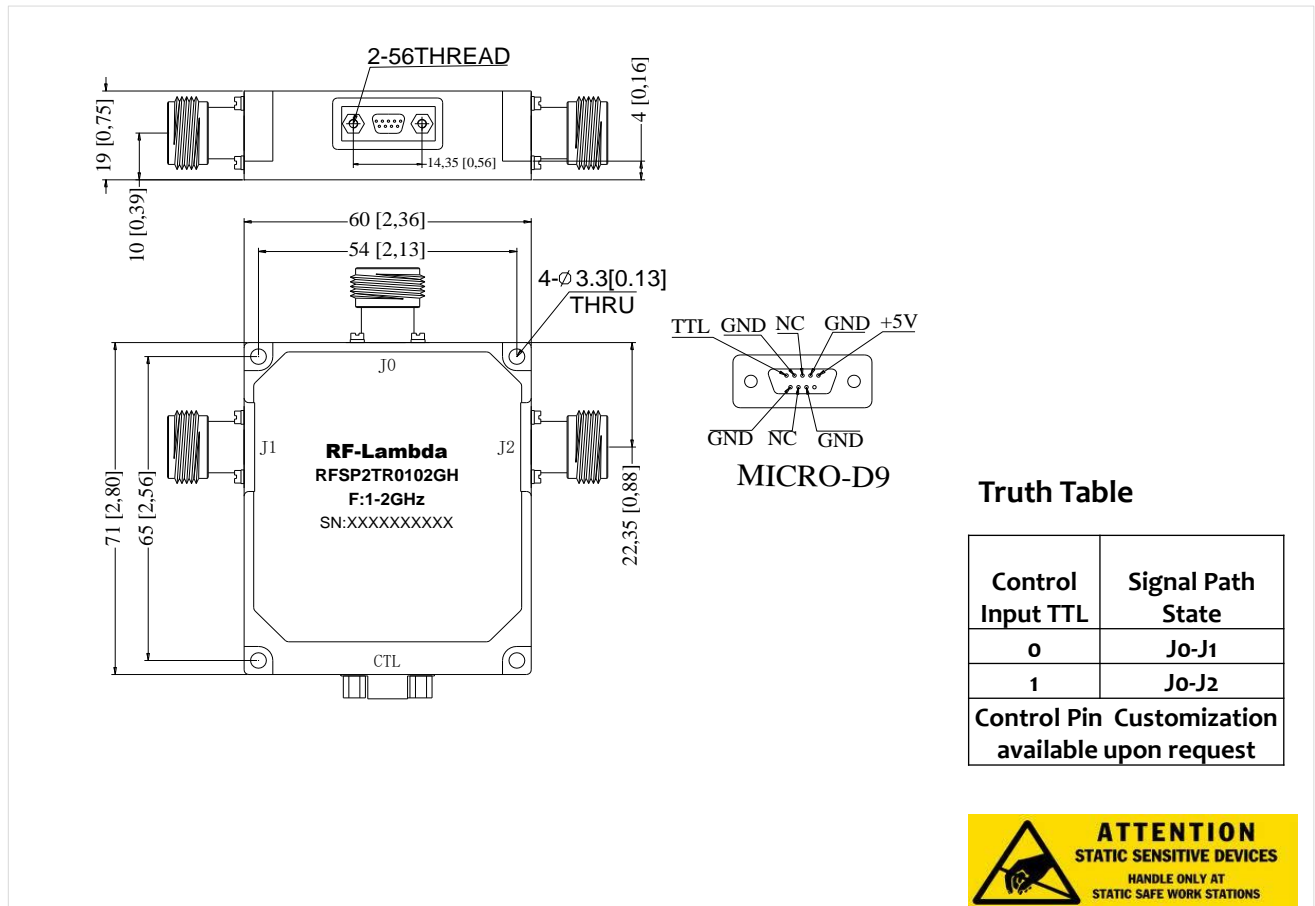 2-56THREAD
19 [0,75]
10 [0,39]
14,35 [0,56]
4 [0,16]
60 [2,36]
54 [2,13]
4-∅ 3.3[0.13]
THRU
J0
J1
J2
RF-Lambda
RFSP2TR0102GH
F:1-2GHz
SN:XXXXXXXXXX
CTL
71 [2,80]
65 [2,56]
22,35 [0,88]
TTL GND NC GND +5V
GND NC GND
MICRO-D9
Truth Table
Control Input TTL
Signal Path State
0 J0-J1
1 J0-J2
Control Pin Customization
available upon request
ATTENTION
STATIC SENSITIVE DEVICES
HANDLE ONLY AT
STATIC SAFE WORK STATIONS